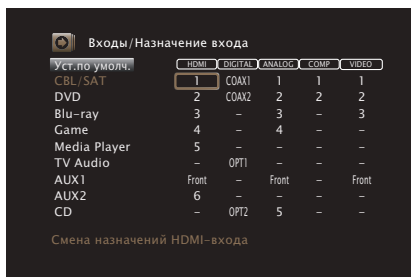 Входы/Назначение входа
Уст.по умолч. HDMI DIGITAL ANALOG COMP VIDEO
CBL/SAT 1 COAX1 1 1 1
DVD 2 COAX2 2 2 2
Blu-ray 3 – 3 – 3
Game 4 – 4 – –
Media Player 5 – – – –
TV Audio – OPT1 – – –
AUX1 Front – Front – Front
AUX2 6 – – – –
CD – OPT2 5 – –
Смена назначений HDMI-входа